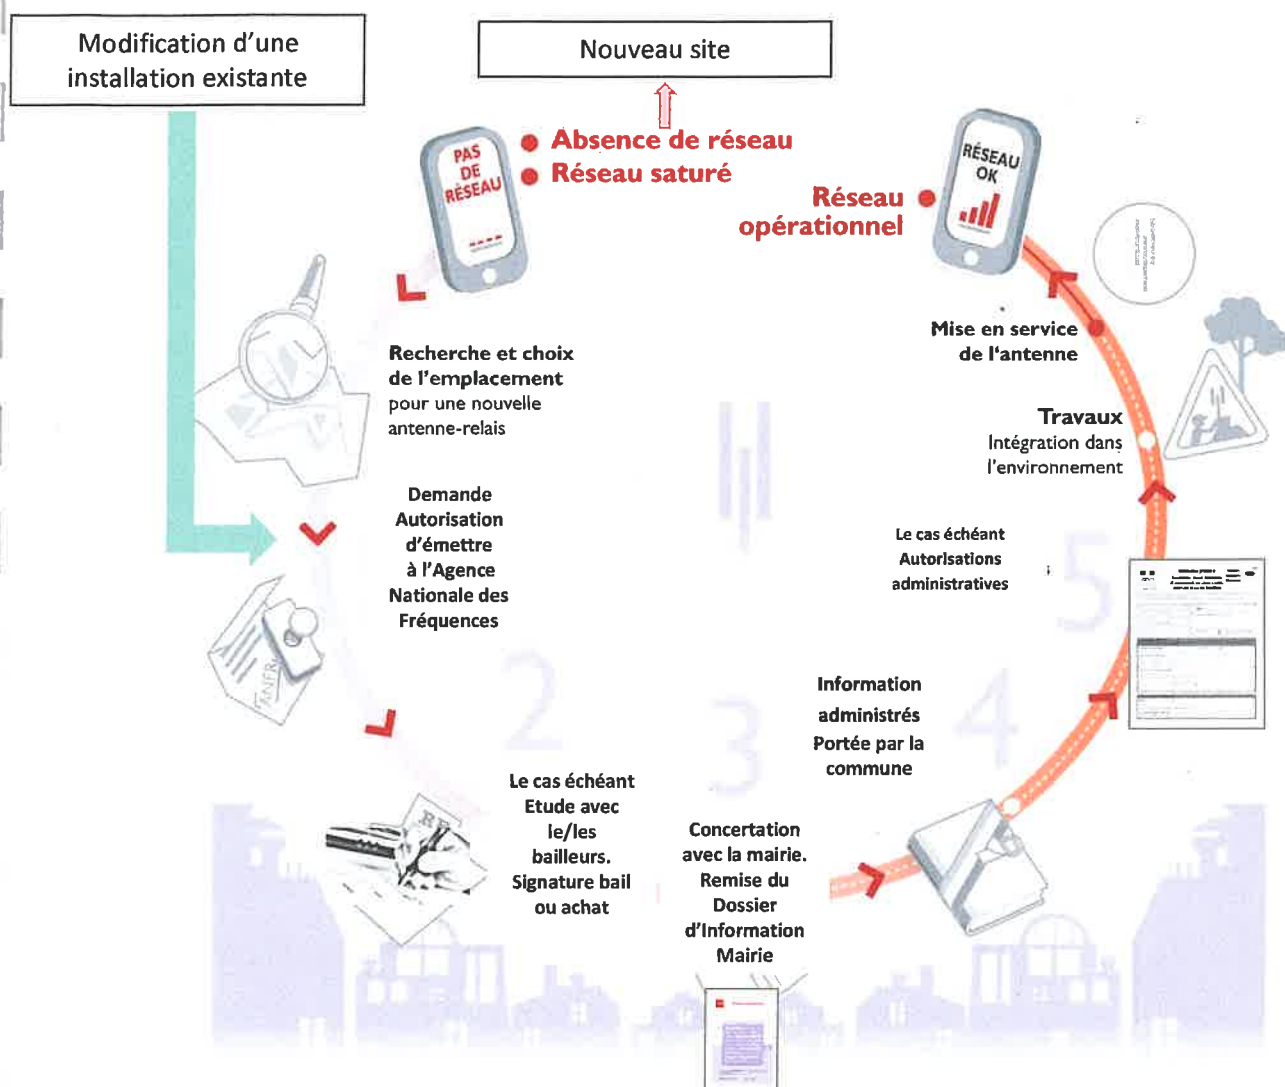 Modification d'une
installation existante
Nouveau site
Absence de réseau
Réseau saturé
PAS
DE
RÉSEAU
RÉSEAU
OK
Réseau
opérationnel
Recherche et choix
de l'emplacement
pour une nouvelle
antenne-relais
Demande
Autorisation
d'émettre
à l'Agence
Nationale des
Fréquences
ANFR
2
Le cas échéant
Etude avec
le/les
bailleurs.
Signature bail
ou achat
3
Concertation
avec la mairie.
Remise du
Dossier
d'Information
Mairie
4
Information
administrés
Portée par la
commune
5
Le cas échéant
Autorisations
administratives
Travaux
Intégration dans
l'environnement
Mise en service
de l'antenne